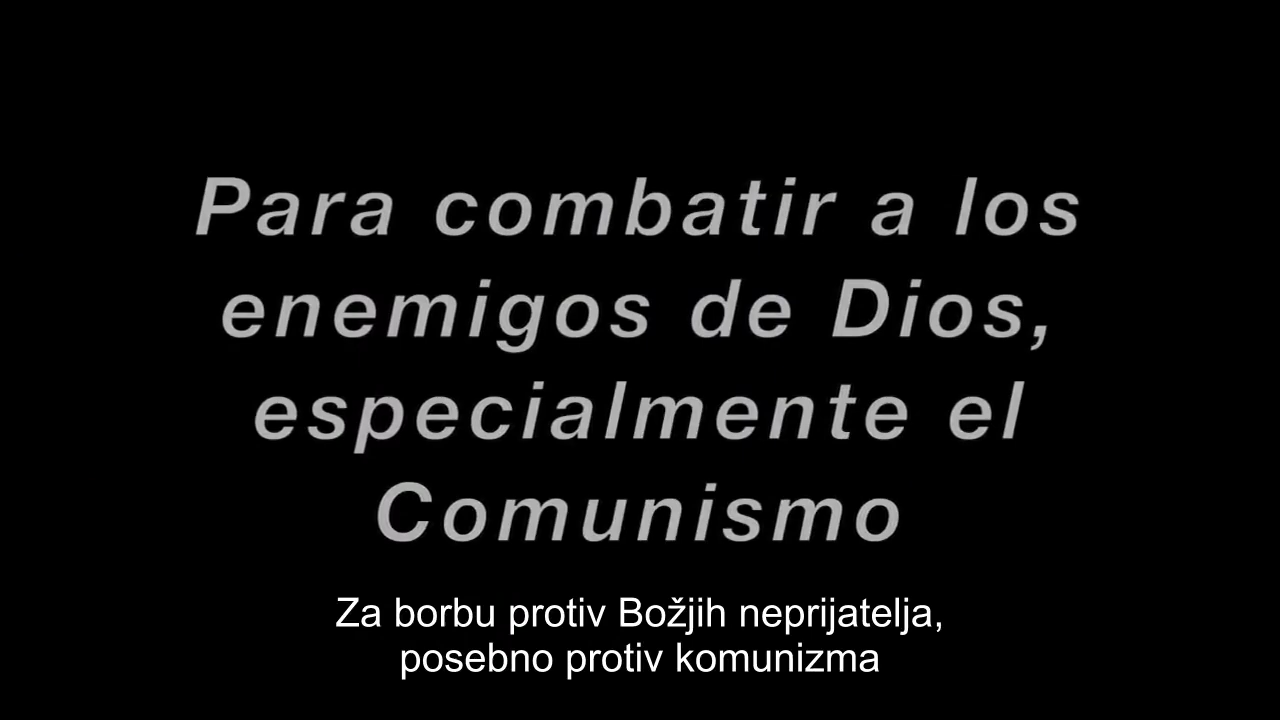 Para combatir a los
enemigos de Dios,
especialmente el
Comunismo
Za borbu protiv Božjih neprijatelja,
posebno protiv komunizma